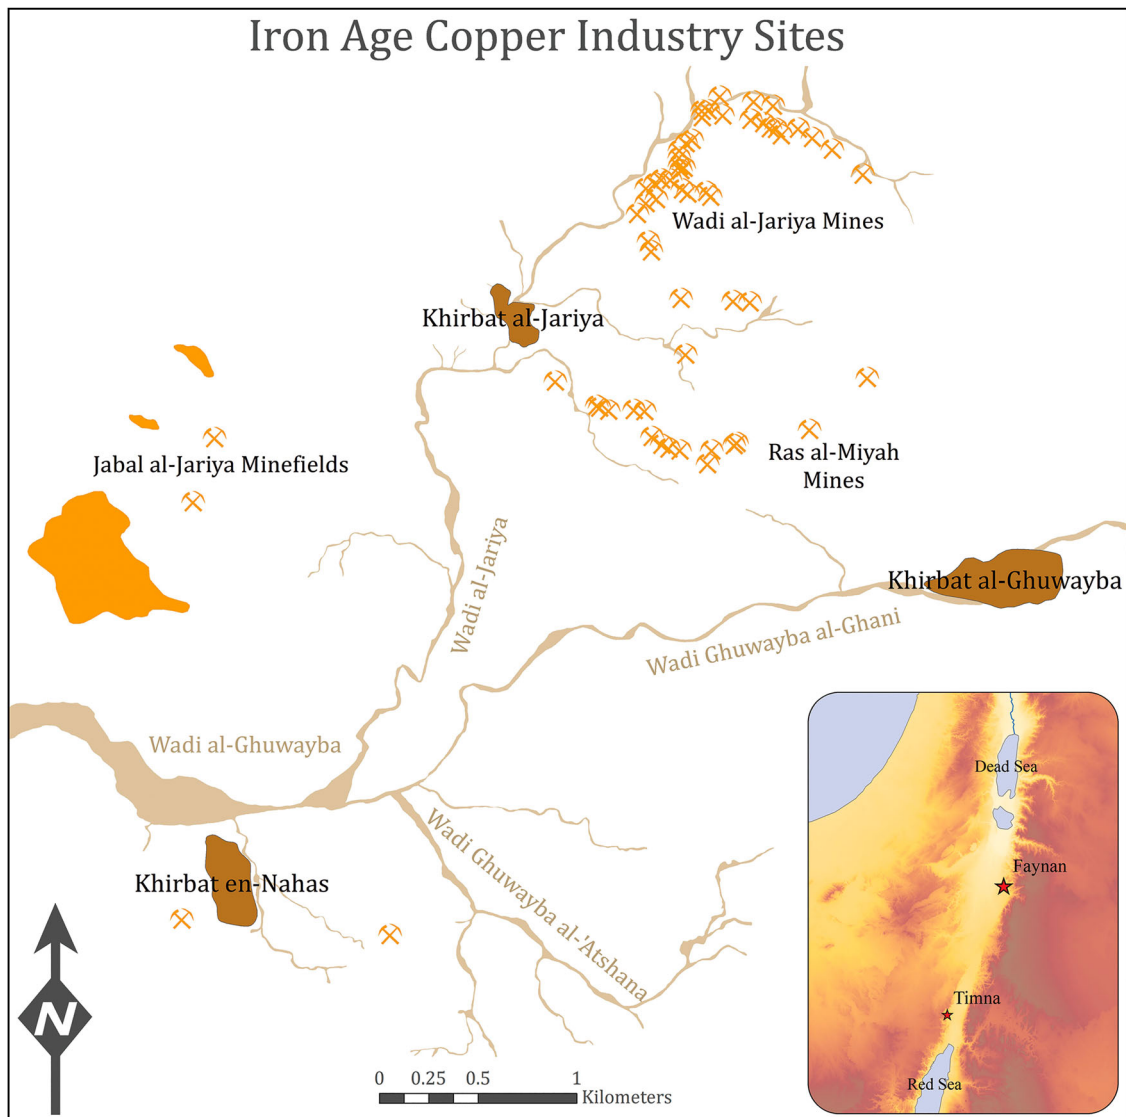 Iron Age Copper Industry Sites
Wadi al-Jariya Mines
Khirbat al-Jariya
Jabal al-Jariya Minefields
Ras al-Miyah
Mines
Wadi al-Jariya
Khirbat al-Ghuwayba
Wadi Ghuwayba al-Ghani
Wadi al-Ghuwayba
Dead Sea
Wadi Ghuwayba al-'Atshana
Khirbat en-Nahas
Faynan
Timna
N
Red Sea
0 0.25 0.5 1
Kilometers